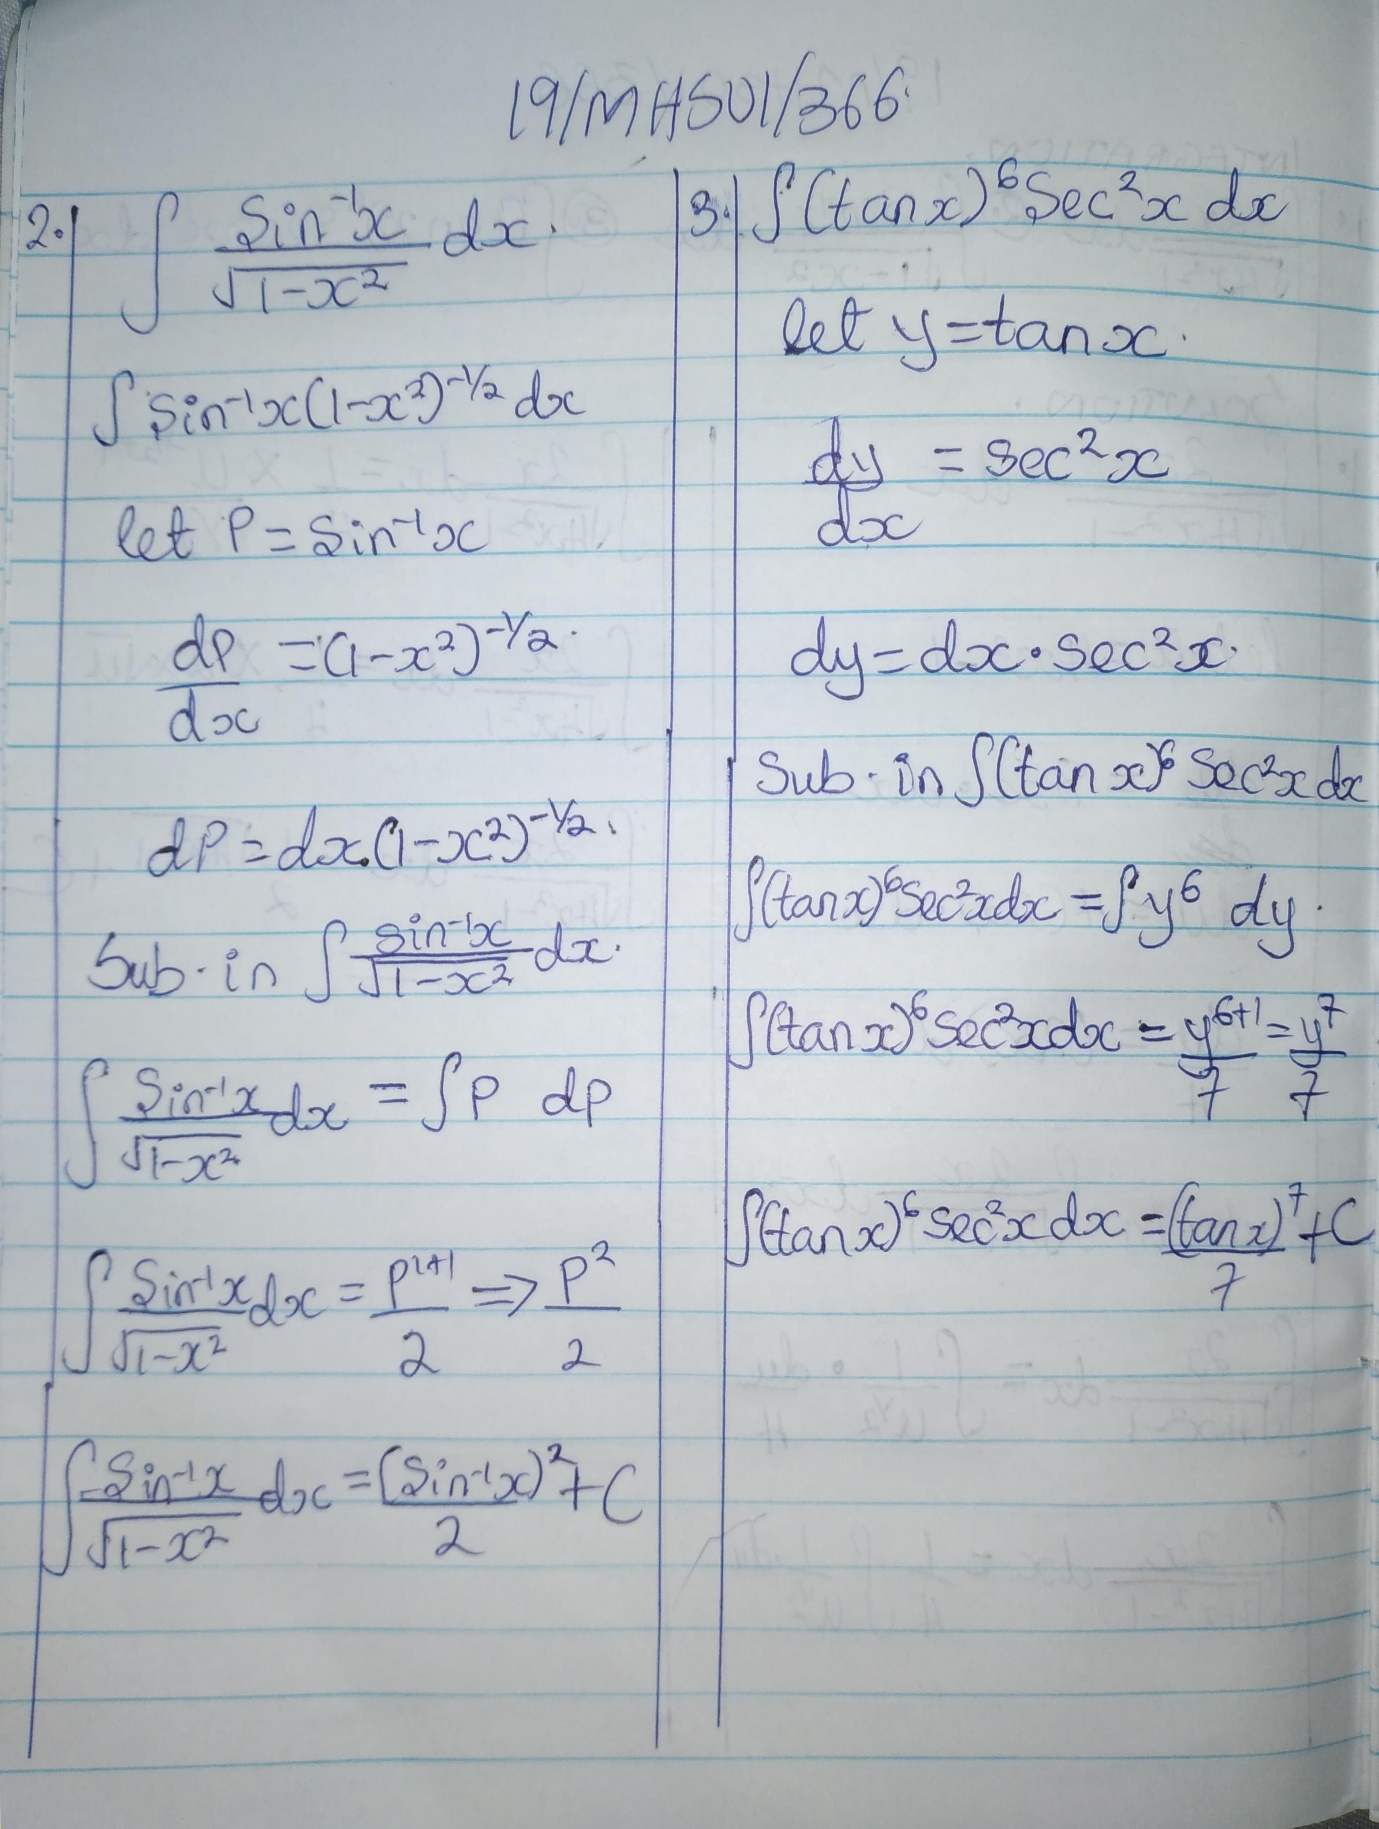 19/MHS01/366.
2.
∫ Sin⁻¹x/√(1-x²) dx.
∫ Sin⁻¹x(1-x²)^(-1/2) dx
let P = Sin⁻¹x
dP/dx = (1-x²)^(-1/2).
dP = dx.(1-x²)^(-1/2).
Sub. in ∫ sin⁻¹x/√(1-x²) dx.
∫ Sin⁻¹x/√(1-x²) dx = ∫P dp
∫ Sin⁻¹x/√(1-x²) dx = P^(1+1)/2 ⇒ P²/2
∫ Sin⁻¹x/√(1-x²) dx = (Sin⁻¹x)²/2 + C
3. ∫(tan x)⁶ Sec²x dx
let y = tan x.
dy/dx = sec²x
dy = dx · sec²x.
Sub. in ∫(tan x)⁶ Sec²x dx
∫(tan x)⁶ Sec²x dx = ∫y⁶ dy.
∫(tan x)⁶ sec²x dx = y^(6+1)/7 = y⁷/7
∫(tan x)⁶ sec²x dx = (tan x)⁷/7 + C